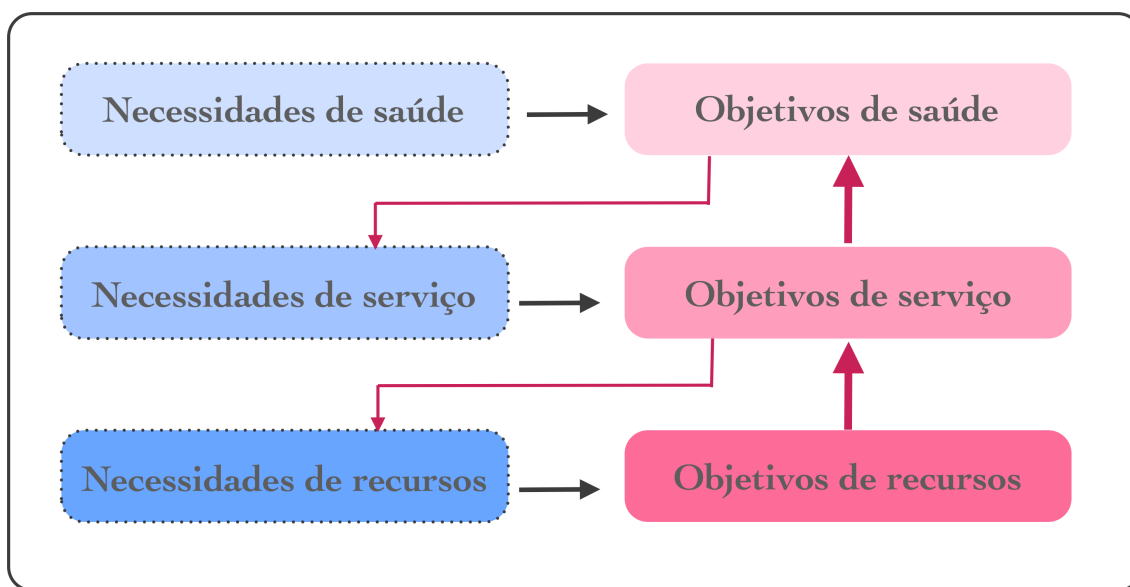 Necessidades de saúde
Objetivos de saúde
Necessidades de serviço
Objetivos de serviço
Necessidades de recursos
Objetivos de recursos